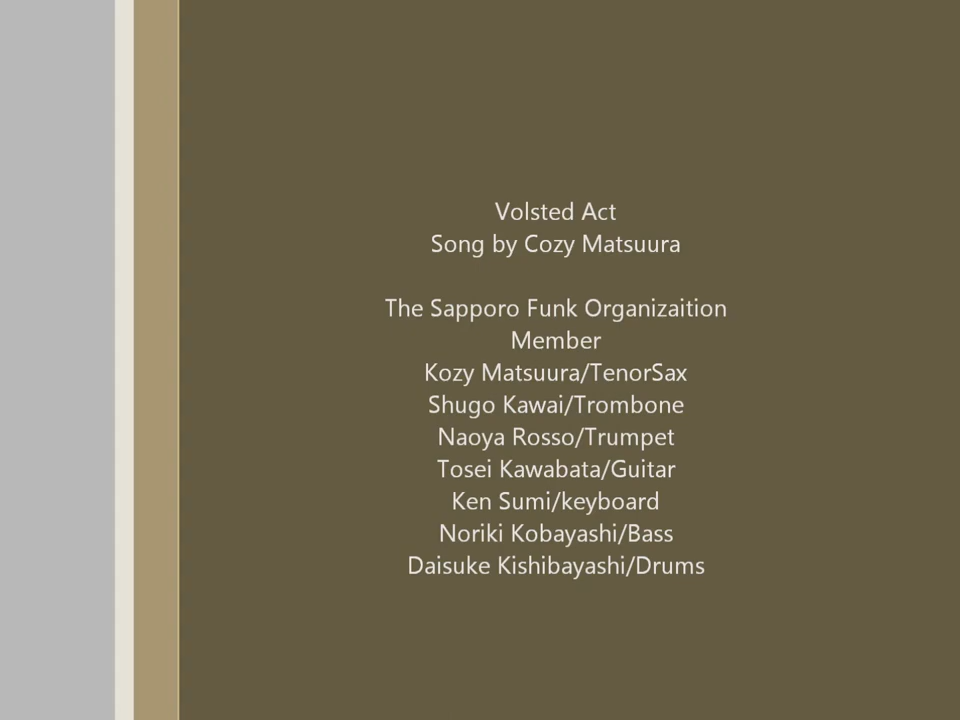 Volsted Act
Song by Cozy Matsuura
The Sapporo Funk Organizaition
Member
Kozy Matsuura/TenorSax
Shugo Kawai/Trombone
Naoya Rosso/Trumpet
Tosei Kawabata/Guitar
Ken Sumi/keyboard
Noriki Kobayashi/Bass
Daisuke Kishibayashi/Drums